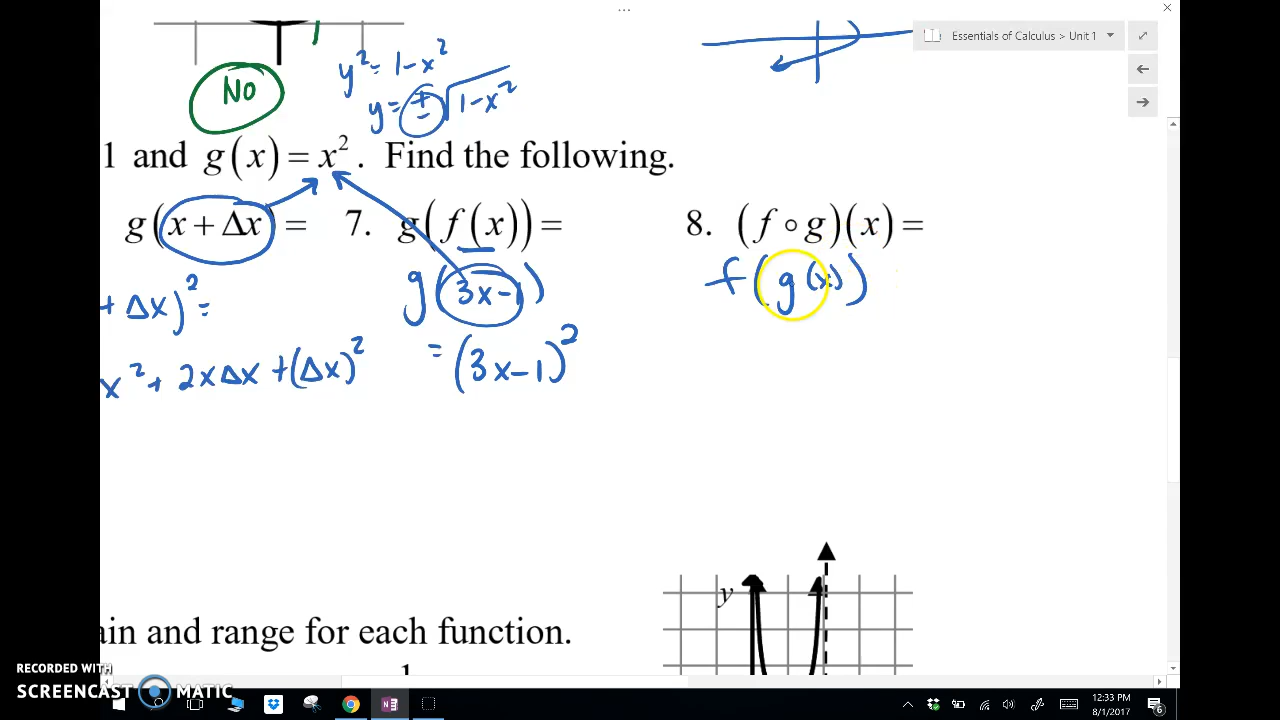 Essentials of Calculus > Unit 1
No
y² = 1-x²
y = ±√1-x²
1 and g(x) = x². Find the following.
g(x + Δx) =
7. g(f(x)) =
8. (f∘g)(x) =
+ Δx)² =
x² + 2xΔx + (Δx)²
g(3x-1)
= (3x-1)²
f(g(x))
y
ain and range for each function.
1
RECORDED WITH
SCREENCAST MATIC
12:33 PM
8/1/2017
6